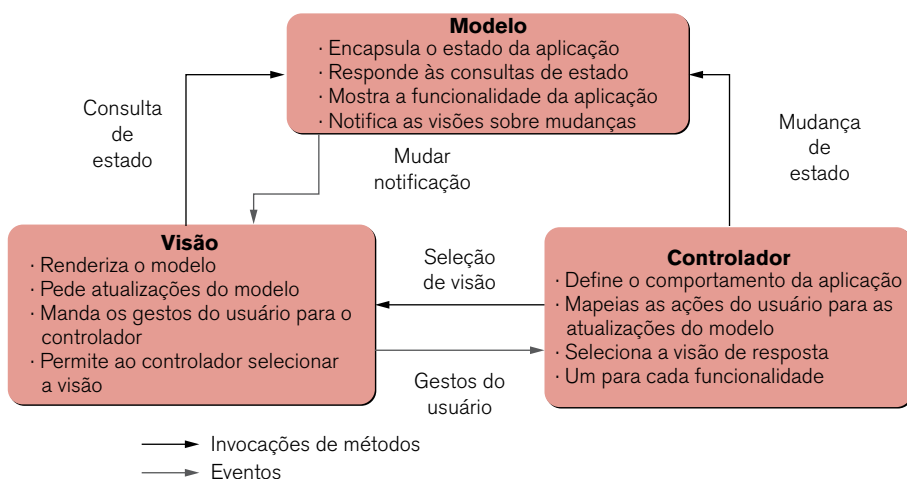 Modelo
· Encapsula o estado da aplicação
· Responde às consultas de estado
· Mostra a funcionalidade da aplicação
· Notifica as visões sobre mudanças
Consulta
de
estado
Mudar
notificação
Mudança
de
estado
Visão
· Renderiza o modelo
· Pede atualizações do modelo
· Manda os gestos do usuário para o
controlador
· Permite ao controlador selecionar
a visão
Seleção
de visão
Gestos do
usuário
Controlador
· Define o comportamento da aplicação
· Mapeias as ações do usuário para as
atualizações do modelo
· Seleciona a visão de resposta
· Um para cada funcionalidade
Invocações de métodos
Eventos